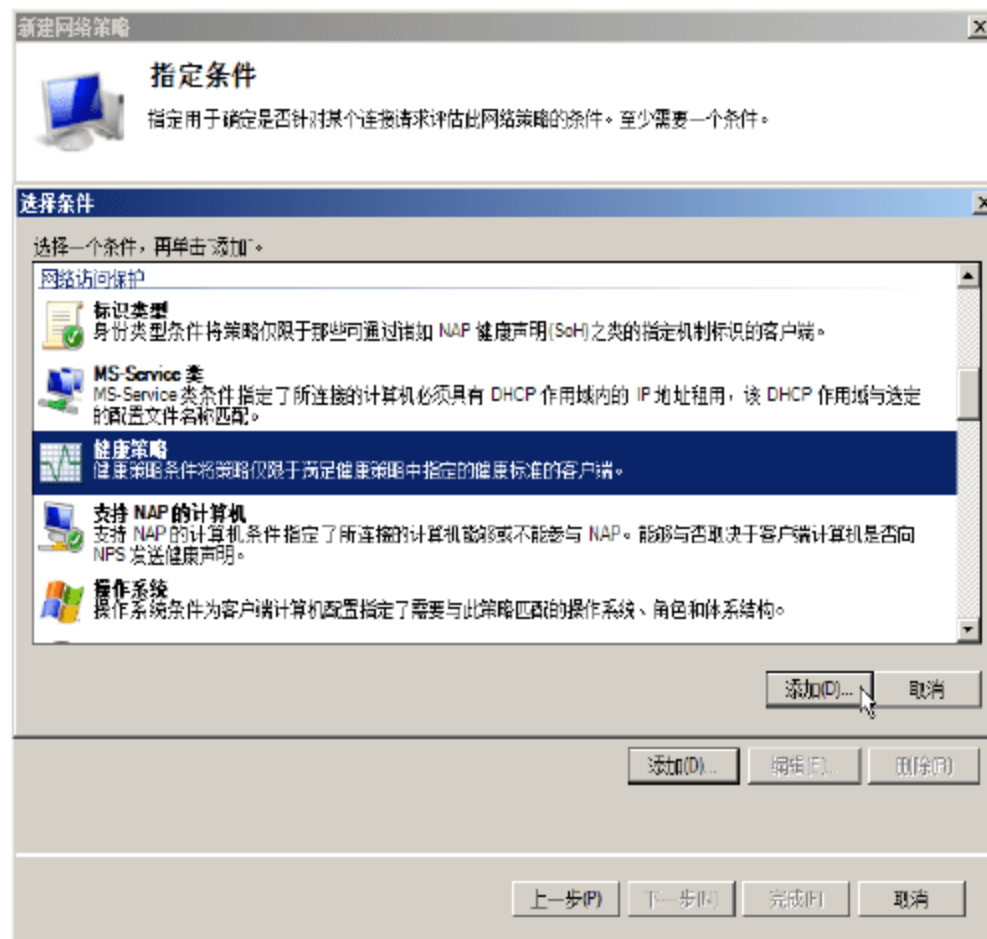 新建网络策略
指定条件
指定用于确定是否针对某个连接请求评估此网络策略的条件。至少需要一个条件。
选择条件
选择一个条件，再单击“添加”。
网络访问保护
标识类型
身份类型条件将策略仅限于那些可通过诸如 NAP 健康声明(SoH)之类的指定机制标识的客户端。
MS-Service 类
MS-Service 类条件指定了所连接的计算机必须具有 DHCP 作用域内的 IP 地址租用，该 DHCP 作用域与选定
的配置文件名称匹配。
健康策略
健康策略条件将策略仅限于满足健康策略中指定的健康标准的客户端。
支持 NAP 的计算机
支持 NAP 的计算机条件指定了所连接的计算机能够或不能参与 NAP。能够与否取决于客户端计算机是否向
NPS 发送健康声明。
操作系统
操作系统条件为客户端计算机配置指定了需要与此策略匹配的操作系统、角色和体系结构。
添加(D)... 取消
添加(D)... 编辑(E)... 删除(R)
上一步(P) 下一步(N) 完成(F) 取消